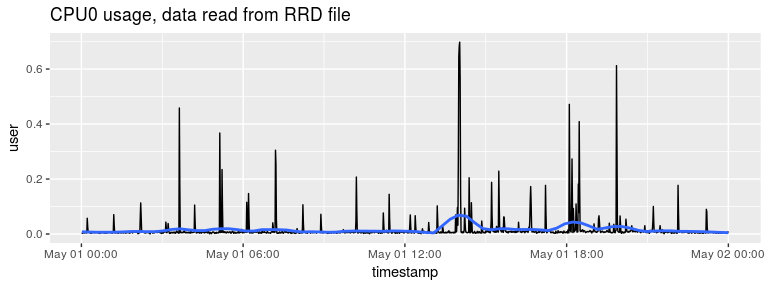 CPU0 usage, data read from RRD file
user
0.6
0.4
0.2
0.0
May 01 00:00 May 01 06:00 May 01 12:00 May 01 18:00 May 02 00:00
timestamp